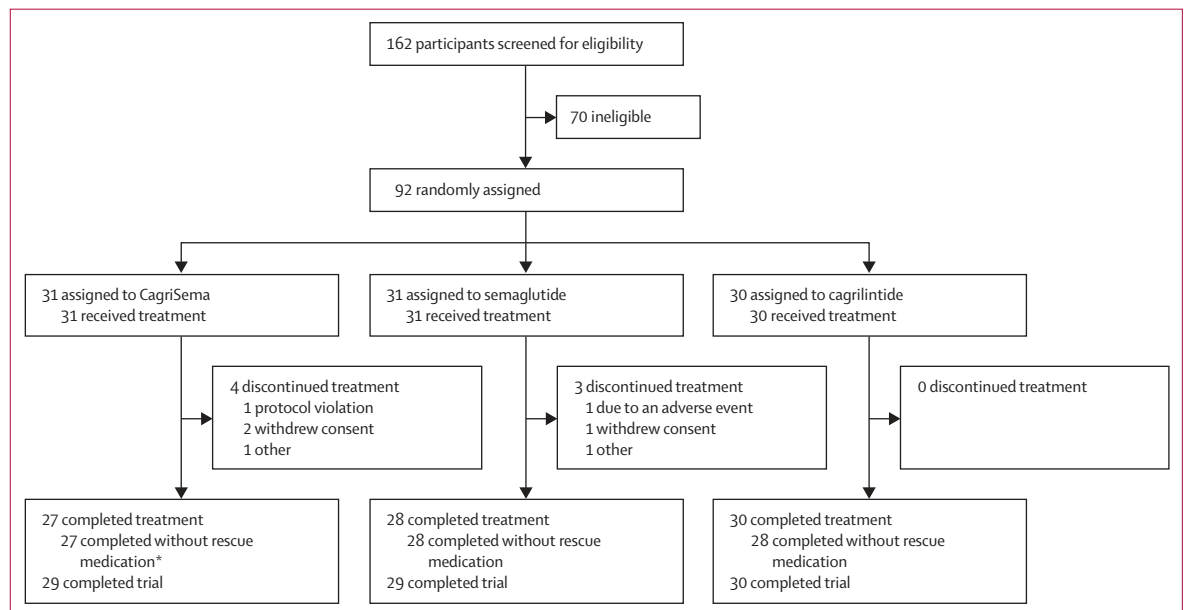 162 participants screened for eligibility
70 ineligible
92 randomly assigned
31 assigned to CagriSema
31 received treatment
31 assigned to semaglutide
31 received treatment
30 assigned to cagrilintide
30 received treatment
4 discontinued treatment
1 protocol violation
2 withdrew consent
1 other
3 discontinued treatment
1 due to an adverse event
1 withdrew consent
1 other
0 discontinued treatment
27 completed treatment
27 completed without rescue
medication*
29 completed trial
28 completed treatment
28 completed without rescue
medication
29 completed trial
30 completed treatment
28 completed without rescue
medication
30 completed trial